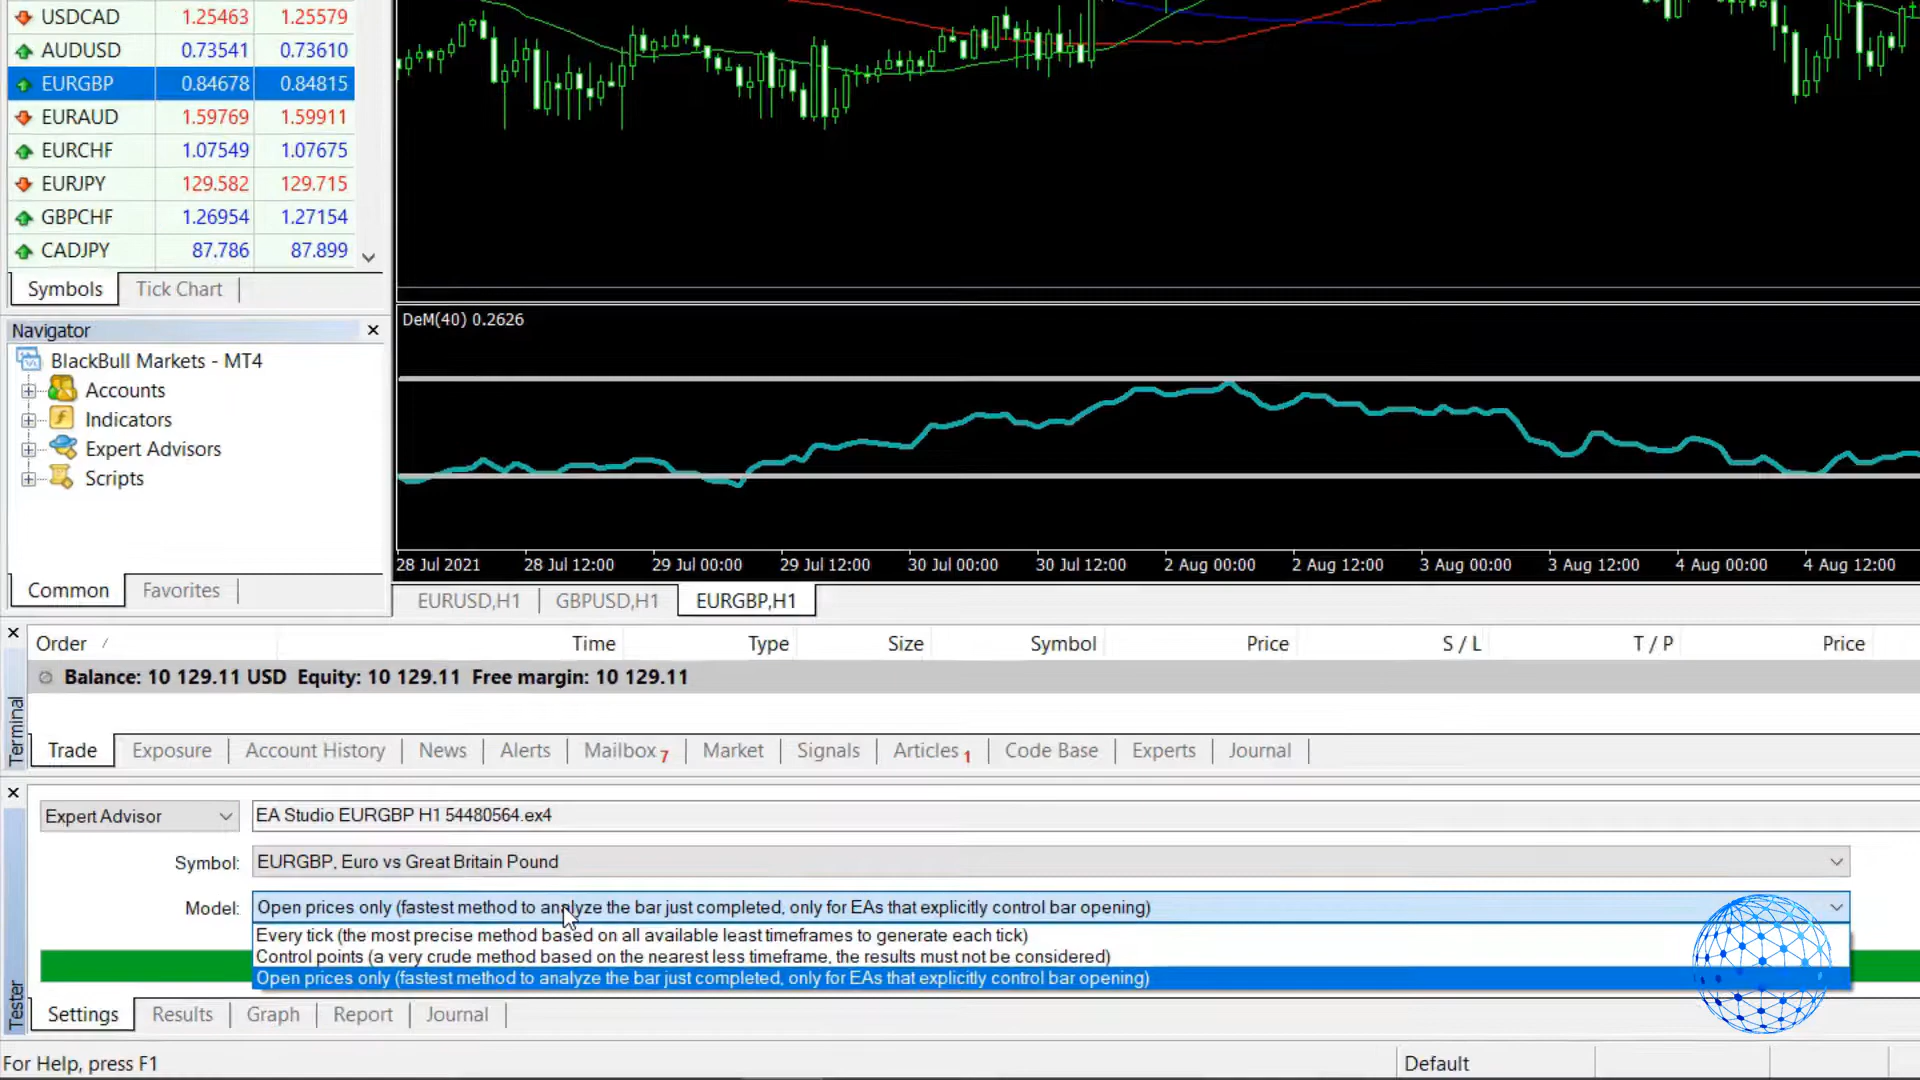 USDCAD 1.25463 1.25579
AUDUSD 0.73541 0.73610
EURGBP 0.84678 0.84815
EURAUD 1.59769 1.59911
EURCHF 1.07549 1.07675
EURJPY 129.582 129.715
GBPCHF 1.26954 1.27154
CADJPY 87.786 87.899
Symbols Tick Chart
Navigator
BlackBull Markets - MT4
Accounts
Indicators
Expert Advisors
Scripts
Common Favorites
DeM(40) 0.2626
28 Jul 2021 28 Jul 12:00 29 Jul 00:00 29 Jul 12:00 30 Jul 00:00 30 Jul 12:00 2 Aug 00:00 2 Aug 12:00 3 Aug 00:00 3 Aug 12:00 4 Aug 00:00 4 Aug 12:00
EURUSD,H1 GBPUSD,H1 EURGBP,H1
Order / Time Type Size Symbol Price S / L T / P Price
Balance: 10 129.11 USD Equity: 10 129.11 Free margin: 10 129.11
Terminal
Trade Exposure Account History News Alerts Mailbox 7 Market Signals Articles 1 Code Base Experts Journal
Expert Advisor EA Studio EURGBP H1 54480564.ex4
Symbol: EURGBP, Euro vs Great Britain Pound
Model: Open prices only (fastest method to analyze the bar just completed, only for EAs that explicitly control bar opening)
Every tick (the most precise method based on all available least timeframes to generate each tick)
Control points (a very crude method based on the nearest less timeframe, the results must not be considered)
Open prices only (fastest method to analyze the bar just completed, only for EAs that explicitly control bar opening)
Tester
Settings Results Graph Report Journal
For Help, press F1 Default